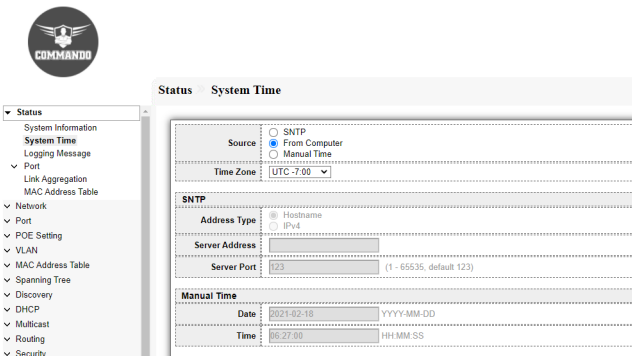 COMMANDO
Status System Time
Status
System Information
System Time
Logging Message
Port
Link Aggregation
MAC Address Table
Network
Port
POE Setting
VLAN
MAC Address Table
Spanning Tree
Discovery
DHCP
Multicast
Routing
Security
Source
SNTP
From Computer
Manual Time
Time Zone UTC -7:00
SNTP
Address Type
Hostname
IPv4
Server Address
Server Port 123 (1 - 65535, default 123)
Manual Time
Date 2021-02-18 YYYY-MM-DD
Time 06:27:00 HH:MM:SS